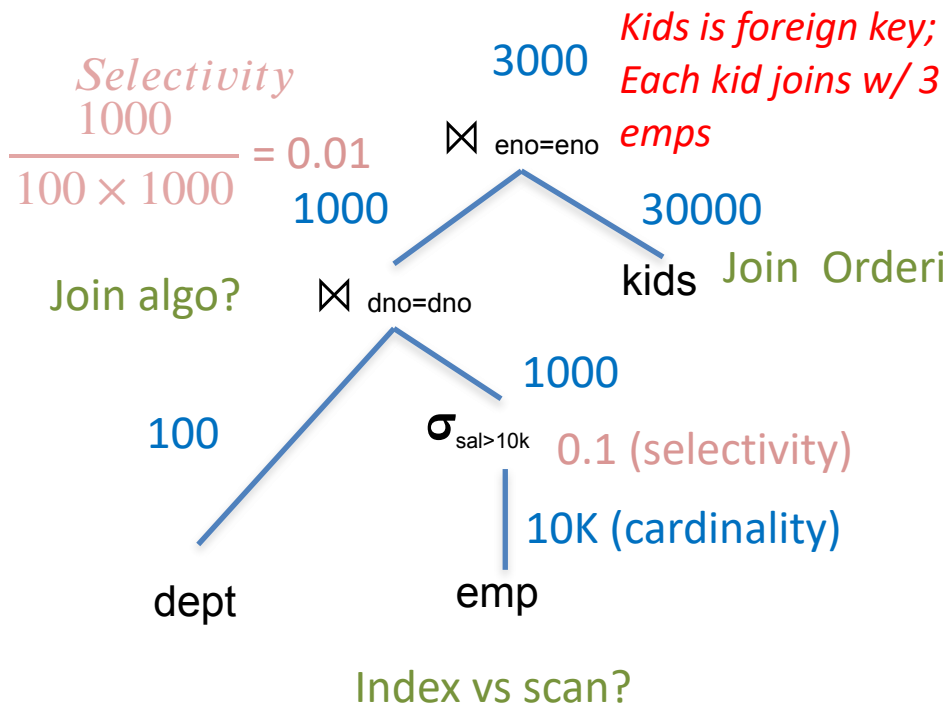 Selectivity
1000
100 × 1000
= 0.01
3000
Kids is foreign key;
Each kid joins w/ 3
emps
⋈ eno=eno
1000
30000
kids
Join Orderi
Join algo?
⋈ dno=dno
1000
100
σ sal>10k
0.1 (selectivity)
10K (cardinality)
dept
emp
Index vs scan?